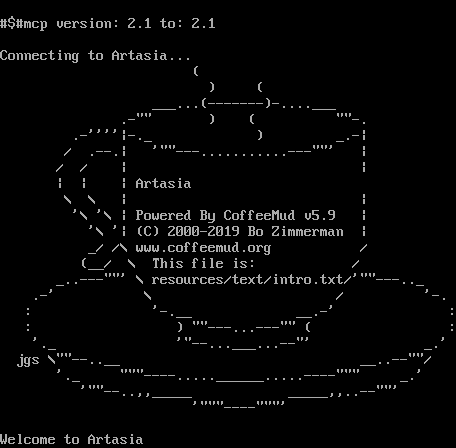 #$#mcp version: 2.1 to: 2.1
Connecting to Artasia...
Artasia
Powered By CoffeeMud v5.9
(C) 2000-2019 Bo Zimmerman
www.coffeemud.org
This file is:
resources/text/intro.txt
jgs
Welcome to Artasia